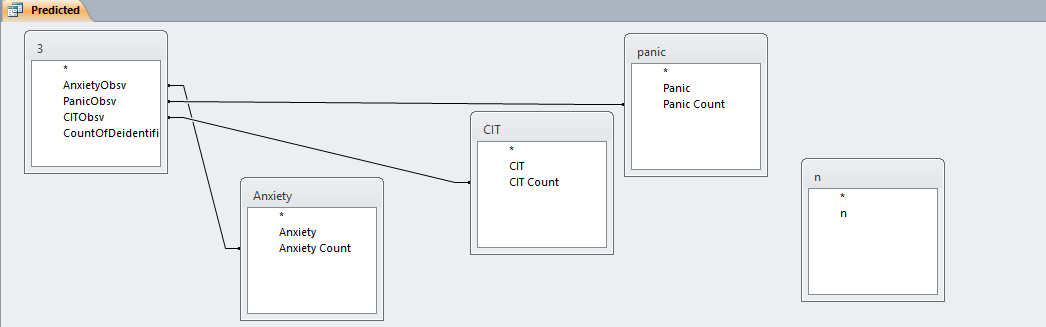 Predicted
3
*
AnxietyObsv
PanicObsv
CITObsv
CountOfDeidentifi
panic
*
Panic
Panic Count
CIT
*
CIT
CIT Count
n
*
n
Anxiety
*
Anxiety
Anxiety Count